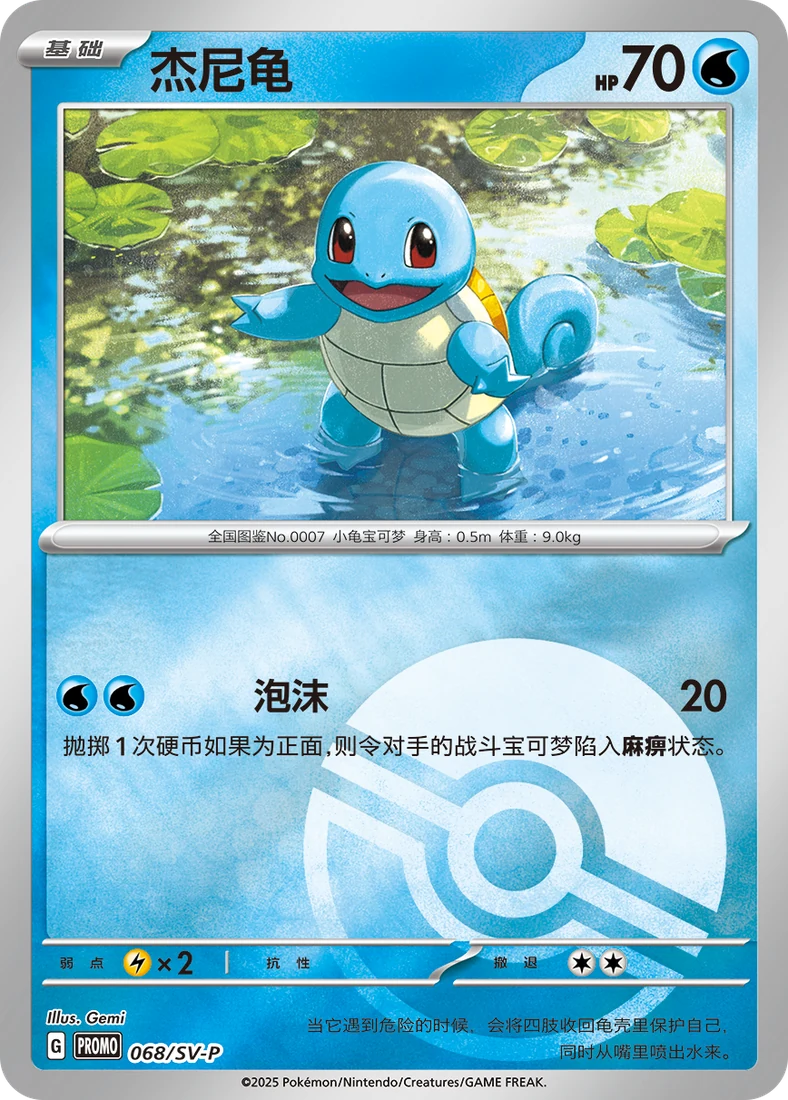 基础
杰尼龟
HP 70
全国图鉴No.0007 小龟宝可梦 身高：0.5m 体重：9.0kg
泡沫 20
抛掷1次硬币如果为正面,则令对手的战斗宝可梦陷入麻痹状态。
弱点 ×2 抗性 撤退
Illus. Gemi
当它遇到危险的时候，会将四肢收回龟壳里保护自己，
同时从嘴里喷出水来。
G PROMO 068/SV-P
©2025 Pokémon/Nintendo/Creatures/GAME FREAK.